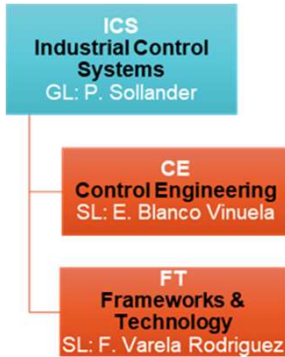 ICS
Industrial Control
Systems
GL: P. Sollander
CE
Control Engineering
SL: E. Blanco Vinuela
FT
Frameworks &
Technology
SL: F. Varela Rodriguez